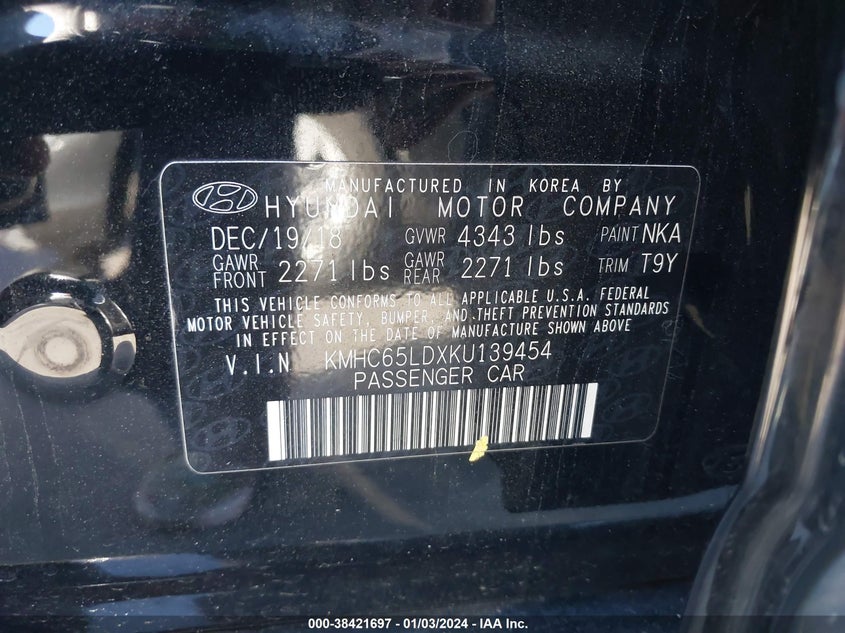 MANUFACTURED IN KOREA BY
HYUNDAI MOTOR COMPANY
DEC/19/18 GVWR 4343 lbs PAINT NKA
GAWR FRONT 2271 lbs GAWR REAR 2271 lbs TRIM T9Y
THIS VEHICLE CONFORMS TO ALL APPLICABLE U.S.A. FEDERAL
MOTOR VEHICLE SAFETY, BUMPER, AND THEFT PREVENTION STANDARDS
IN EFFECT ON THE DATE OF MANUFACTURE SHOWN ABOVE
V.I.N KMHC65LDXKU139454
PASSENGER CAR
000-38421697 - 01/03/2024 - IAA Inc.